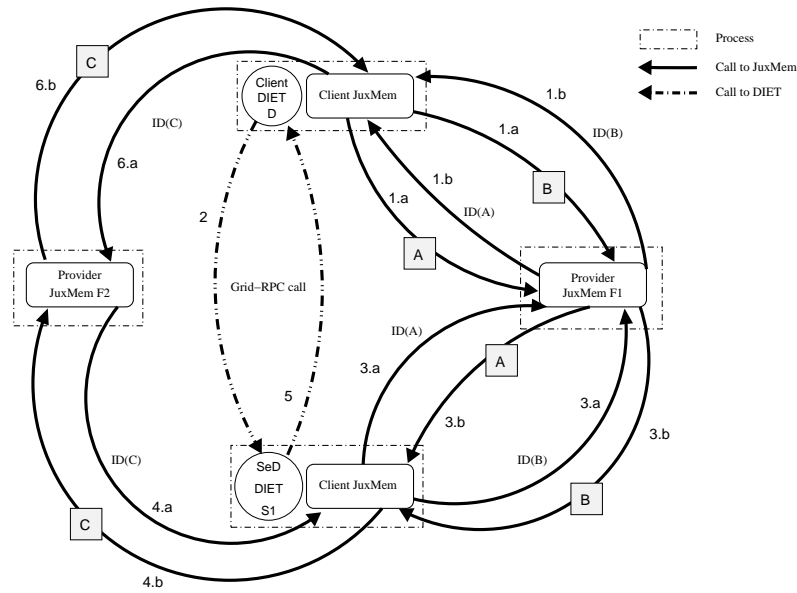 Process
Call to JuxMem
Call to DIET
C
6.b
ID(C)
6.a
Client
DIET
D
Client JuxMem
1.b
1.a
ID(B)
B
1.b
1.a
ID(A)
A
2
Grid−RPC call
5
Provider
JuxMem F2
Provider
JuxMem F1
ID(A)
3.a
A
3.b
3.a
3.b
ID(B)
B
ID(C)
4.a
C
4.b
SeD
DIET
S1
Client JuxMem